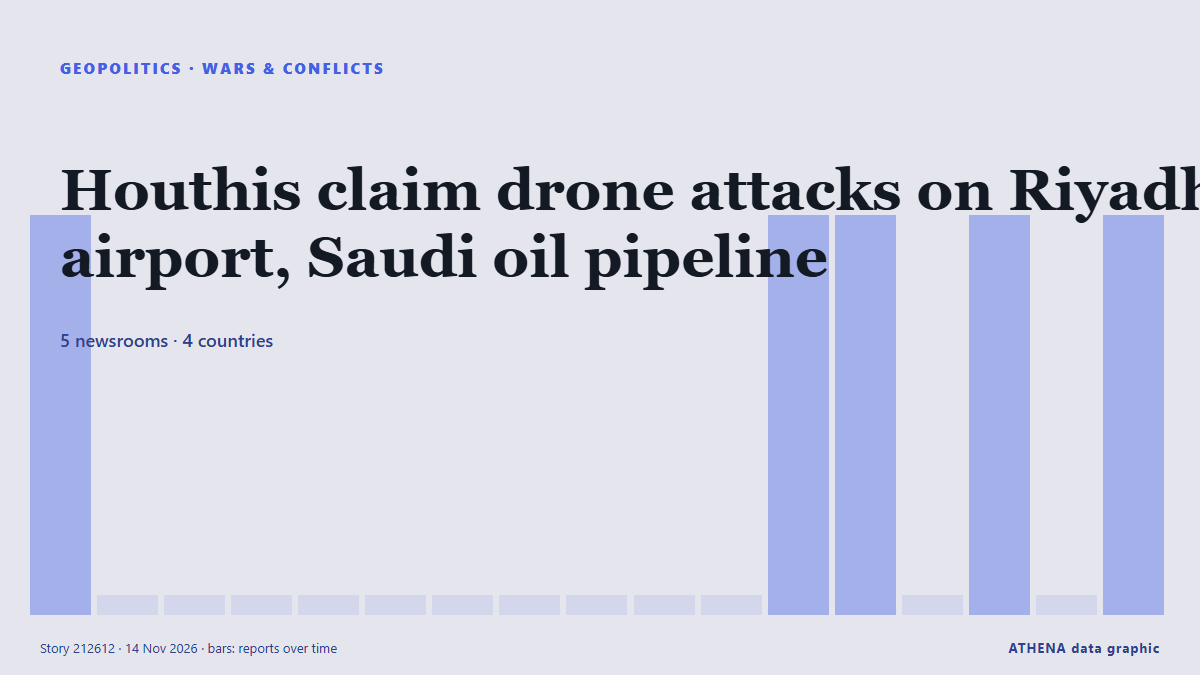 GEOPOLITICS · WARS & CONFLICTS
Houthis claim drone attacks on Riyadh
airport, Saudi oil pipeline
5 newsrooms · 4 countries
Story 212612 · 14 Nov 2026 · bars: reports over time
ATHENA data graphic